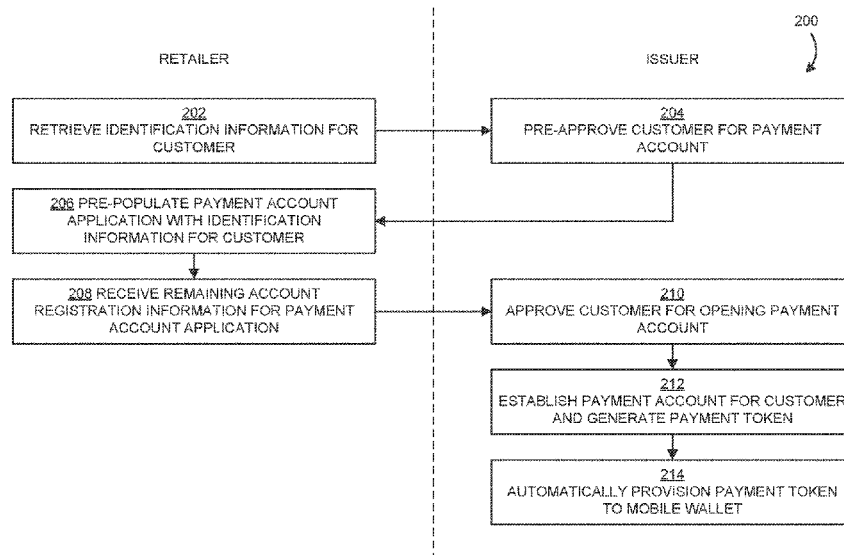 200
RETAILER
ISSUER
202
RETRIEVE IDENTIFICATION INFORMATION FOR
CUSTOMER
204
PRE-APPROVE CUSTOMER FOR PAYMENT
ACCOUNT
206 PRE-POPULATE PAYMENT ACCOUNT
APPLICATION WITH IDENTIFICATION
INFORMATION FOR CUSTOMER
208 RECEIVE REMAINING ACCOUNT
REGISTRATION INFORMATION FOR PAYMENT
ACCOUNT APPLICATION
210
APPROVE CUSTOMER FOR OPENING PAYMENT
ACCOUNT
212
ESTABLISH PAYMENT ACCOUNT FOR CUSTOMER
AND GENERATE PAYMENT TOKEN
214
AUTOMATICALLY PROVISION PAYMENT TOKEN
TO MOBILE WALLET